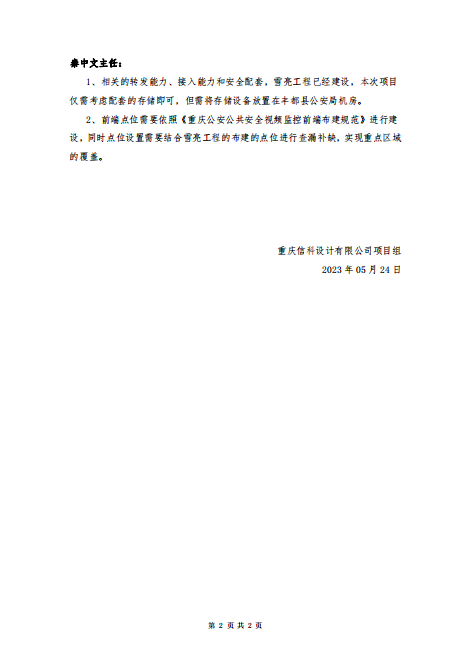 秦中文主任：
1、相关的转发能力、接入能力和安全配套，雪亮工程已经建设，本次项目
仅需考虑配套的存储即可，但需将存储设备放置在丰都县公安局机房。
2、前端点位需要依照《重庆公安公共安全视频监控前端布建规范》进行建
设，同时点位设置需要结合雪亮工程的布建的点位进行查漏补缺，实现重点区域
的覆盖。
重庆信科设计有限公司项目组
2023 年 05 月 24 日
第 2 页 共 2 页